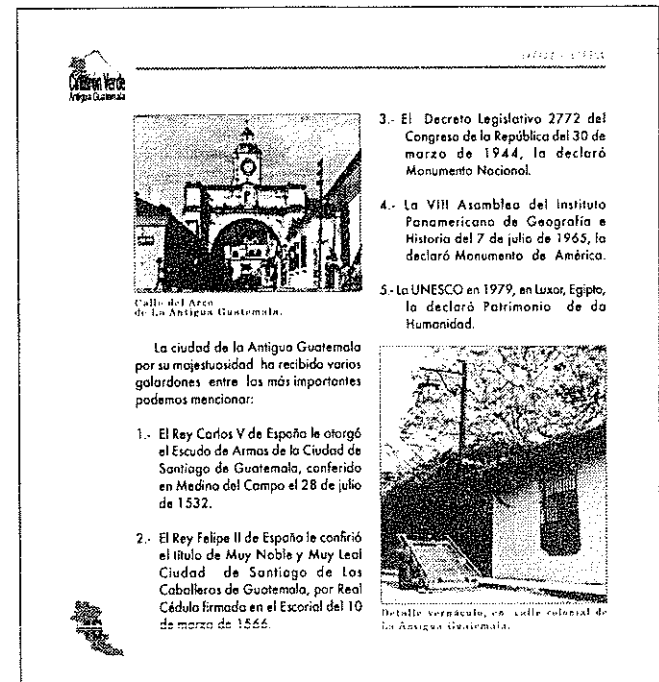 Cinturón Verde
Antigua Guatemala
Calle del Arco
de La Antigua Guatemala.
La ciudad de la Antigua Guatemala
por su majestuosidad ha recibido varios
galardones entre los más importantes
podemos mencionar:
1.- El Rey Carlos V de España le otorgó
el Escudo de Armas de la Ciudad de
Santiago de Guatemala, conferido
en Medina del Campo el 28 de julio
de 1532.
2.- El Rey Felipe II de España le confirió
el título de Muy Noble y Muy Leal
Ciudad de Santiago de Los
Caballeros de Guatemala, por Real
Cédula firmada en el Escorial del 10
de marzo de 1566.
3.- El Decreto Legislativo 2772 del
Congreso de la República del 30 de
marzo de 1944, la declaró
Monumento Nacional.
4.- La VIII Asamblea del Instituto
Panamericano de Geografía e
Historia del 7 de julio de 1965, la
declaró Monumento de América.
5.- La UNESCO en 1979, en Luxor, Egipto,
la declaró Patrimonio de da
Humanidad.
Detalle vernáculo, en calle colonial de
La Antigua Guatemala.